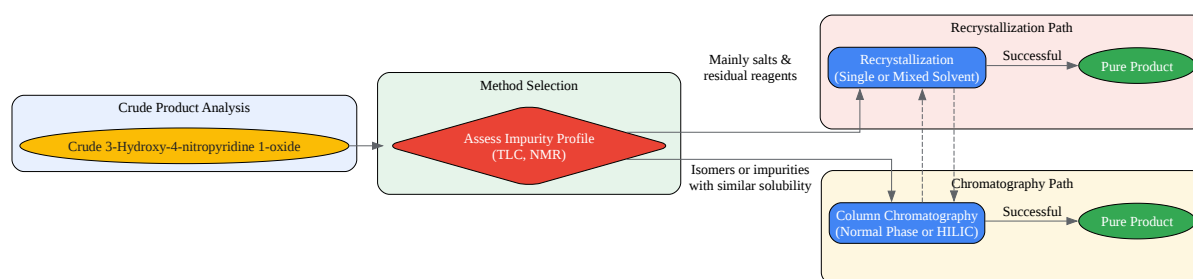 Crude Product Analysis
Crude 3-Hydroxy-4-nitropyridine 1-oxide
Method Selection
Assess Impurity Profile
(TLC, NMR)
Mainly salts &
residual reagents
Isomers or impurities
with similar solubility
Recrystallization Path
Recrystallization
(Single or Mixed Solvent)
Successful
Pure Product
Chromatography Path
Column Chromatography
(Normal Phase or HILIC)
Successful
Pure Product